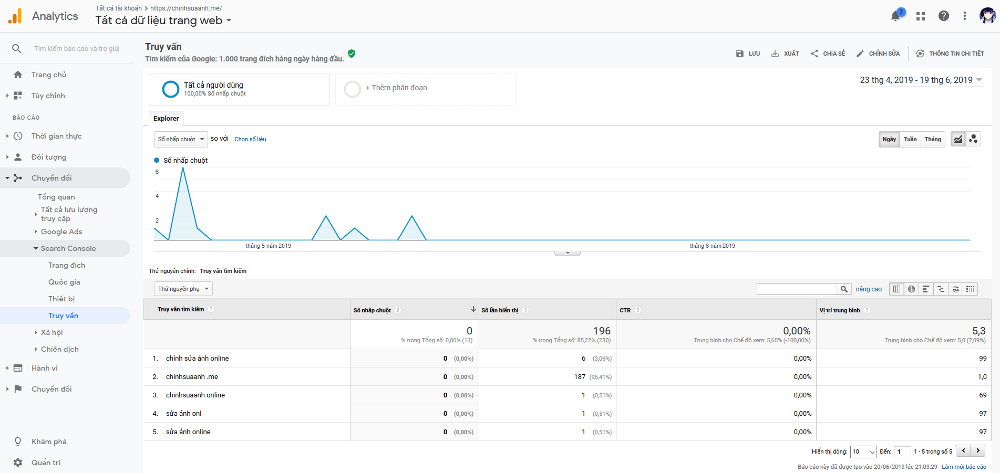 Analytics
Tất cả tài khoản > https://chinhsuaanh.me/
Tất cả dữ liệu trang web
2
Tìm kiếm báo cáo và trợ giúp
Trang chủ
Tùy chỉnh
BÁO CÁO
Thời gian thực
Đối tượng
Chuyển đổi
Tổng quan
Tất cả lưu lượng
truy cập
Google Ads
Search Console
Trang đích
Quốc gia
Thiết bị
Truy vấn
Xã hội
Chiến dịch
Hành vi
Chuyển đổi
Khám phá
Quản trị
Truy vấn
Tìm kiếm của Google: 1.000 trang đích hàng ngày hàng đầu.
LƯU
XUẤT
CHIA SẺ
CHỈNH SỬA
THÔNG TIN CHI TIẾT
Tất cả người dùng
100,00% Số nhấp chuột
+ Thêm phân đoạn
23 thg 4, 2019 - 19 thg 6, 2019
Explorer
Số nhấp chuột so với Chọn số liệu
Ngày Tuần Tháng
Số nhấp chuột
6
4
2
tháng 5 năm 2019 tháng 6 năm 2019
Thứ nguyên chính: Truy vấn tìm kiếm
Thứ nguyên phụ
nâng cao
Truy vấn tìm kiếm ? Số nhấp chuột ? Số lần hiển thị ? CTR ? Vị trí trung bình ?
0 196 0,00% 5,3
% trong Tổng số: 0,00% (13) % trong Tổng số: 85,22% (230) Trung bình cho Chế độ xem: 5,65% (-100,00%) Trung bình cho Chế độ xem: 5,0 (7,09%)
1. chỉnh sửa ảnh online 0 (0,00%) 6 (3,06%) 0,00% 99
2. chinhsuaanh .me 0 (0,00%) 187 (95,41%) 0,00% 1,0
3. chinhsuaanh online 0 (0,00%) 1 (0,51%) 0,00% 69
4. sửa ảnh onl 0 (0,00%) 1 (0,51%) 0,00% 97
5. sửa ảnh online 0 (0,00%) 1 (0,51%) 0,00% 97
Hiển thị dòng: 10 Đến: 1 1 - 5 trong số 5
Báo cáo này đã được tạo vào 20/06/2019 lúc 21:03:29 - Làm mới báo cáo